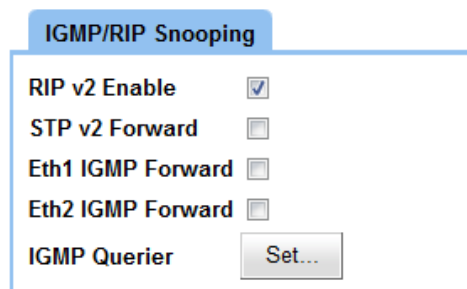 IGMP/RIP Snooping
RIP v2 Enable
STP v2 Forward
Eth1 IGMP Forward
Eth2 IGMP Forward
IGMP Querier Set...